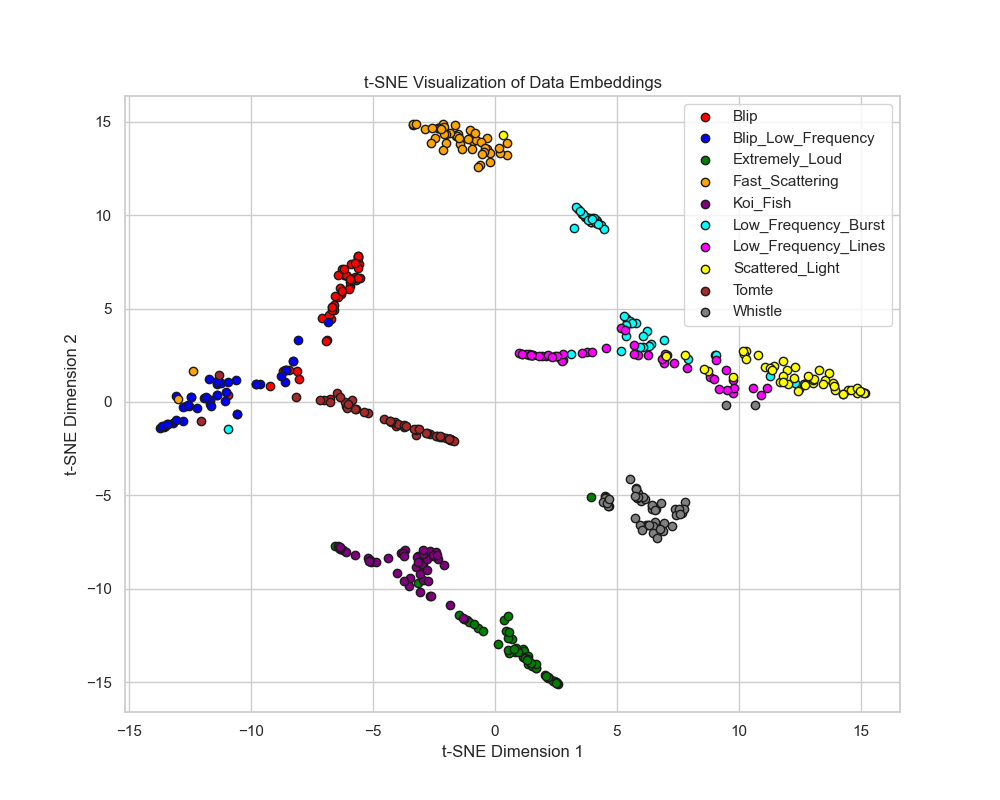 t-SNE Visualization of Data Embeddings
Blip
Blip_Low_Frequency
Extremely_Loud
Fast_Scattering
Koi_Fish
Low_Frequency_Burst
Low_Frequency_Lines
Scattered_Light
Tomte
Whistle
t-SNE Dimension 2
15
10
5
0
−5
−10
−15
−15 −10 −5 0 5 10 15
t-SNE Dimension 1